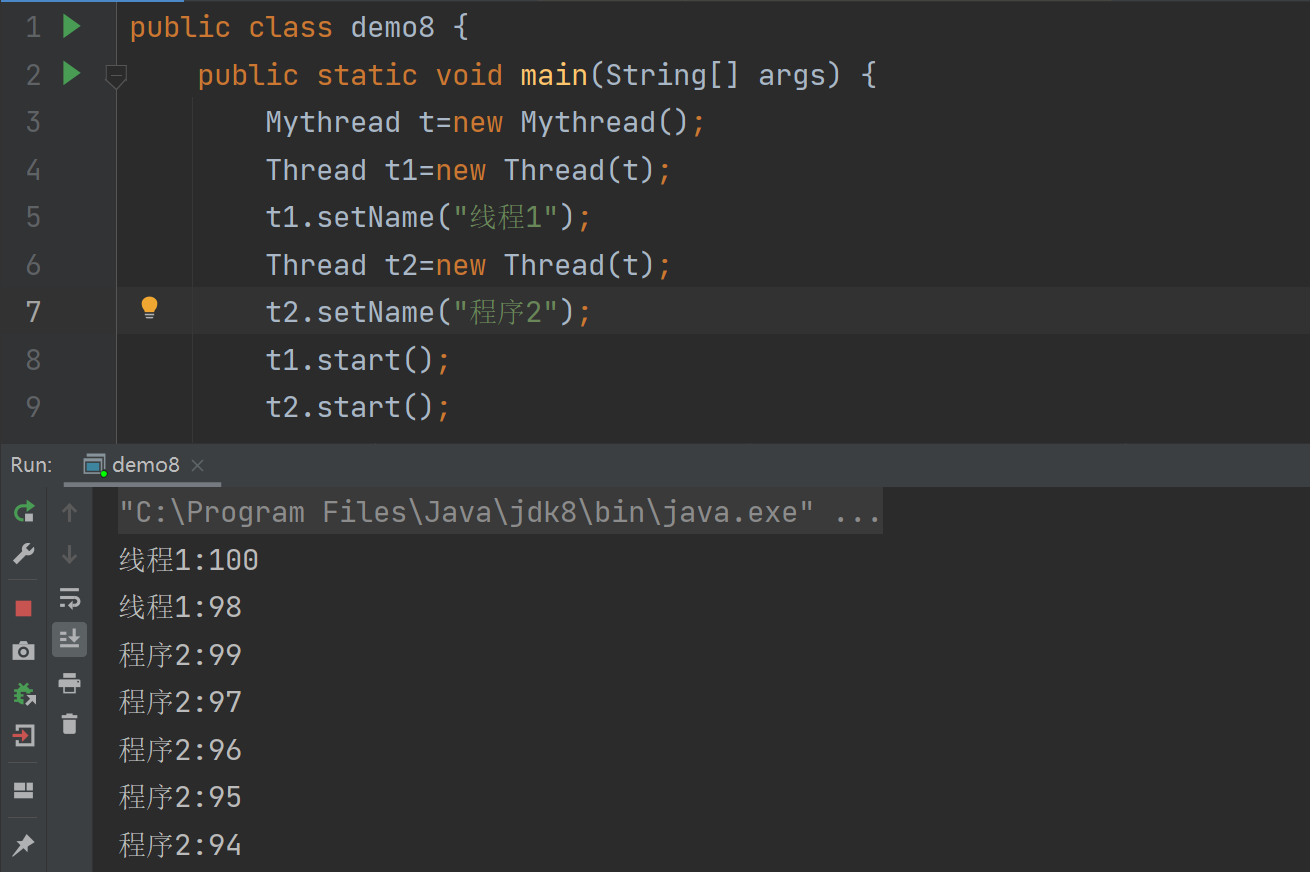 1 public class demo8 {
2 public static void main(String[] args) {
3 Mythread t=new Mythread();
4 Thread t1=new Thread(t);
5 t1.setName("线程1");
6 Thread t2=new Thread(t);
7 t2.setName("程序2");
8 t1.start();
9 t2.start();
Run: demo8
"C:\Program Files\Java\jdk8\bin\java.exe" ...
线程1:100
线程1:98
程序2:99
程序2:97
程序2:96
程序2:95
程序2:94